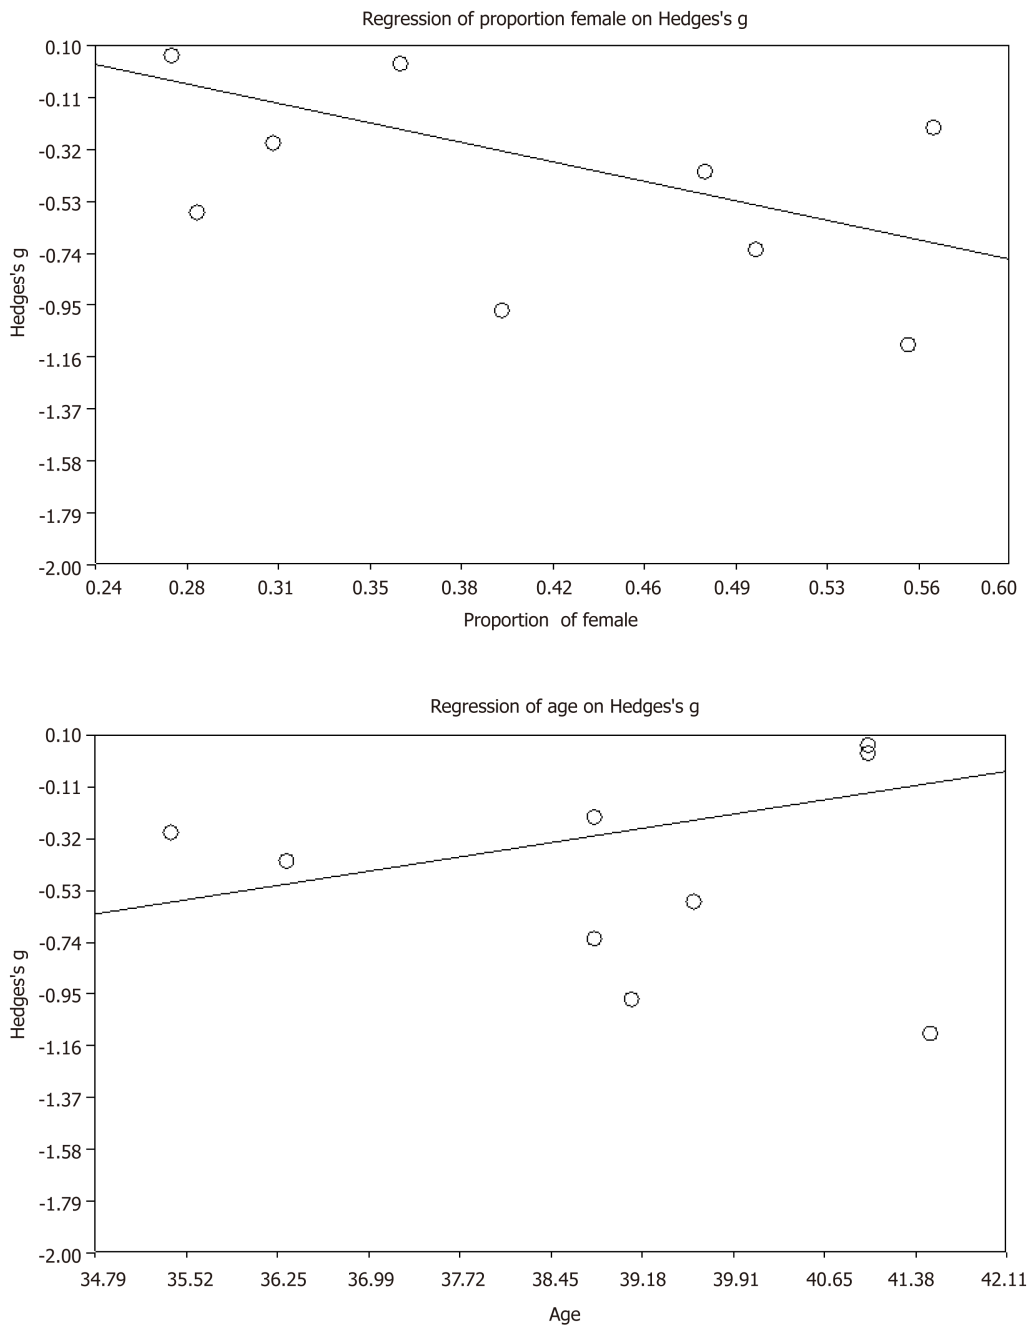 Regression of proportion female on Hedges's g
0.10
-0.11
-0.32
-0.53
-0.74
-0.95
-1.16
-1.37
-1.58
-1.79
-2.00
Hedges's g
0.24 0.28 0.31 0.35 0.38 0.42 0.46 0.49 0.53 0.56 0.60
Proportion of female
Regression of age on Hedges's g
0.10
-0.11
-0.32
-0.53
-0.74
-0.95
-1.16
-1.37
-1.58
-1.79
-2.00
Hedges's g
34.79 35.52 36.25 36.99 37.72 38.45 39.18 39.91 40.65 41.38 42.11
Age